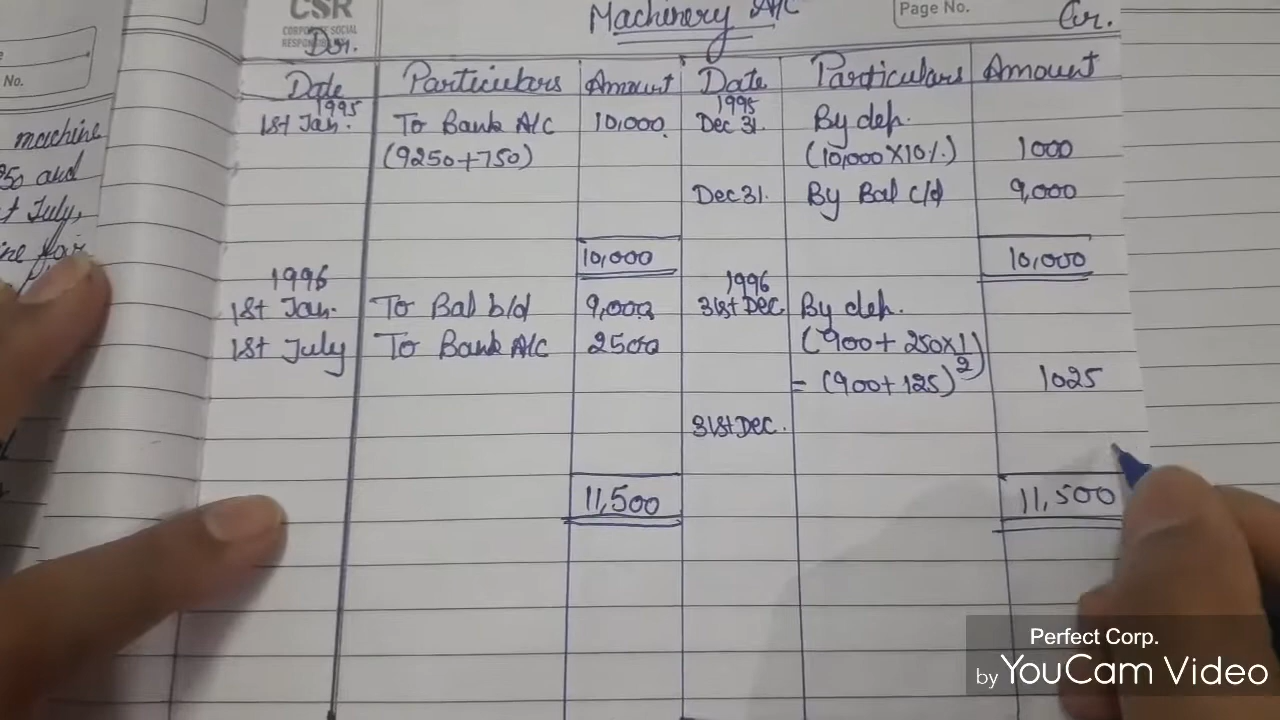 CSR
CORPORATE SOCIAL
Machinery A/C
Page No.
No.
Dr.
Cr.
Date Particulars Amount Date Particulars Amount
1995 1995
1st Jan. To Bank A/C 10,000 Dec 31. By dep.
(9250+750) (10,000×10%.) 1000
Dec 31. By Bal c/d 9,000
10,000 10,000
1996 1996
1st Jan. To Bal b/d 9,000 31st Dec. By dep.
1st July To Bank A/C 2500 (900+250×1/2)
= (900+125) 1025
31st Dec.
11,500 11,500
machine
50 and
t July,
Perfect Corp.
by YouCam Video